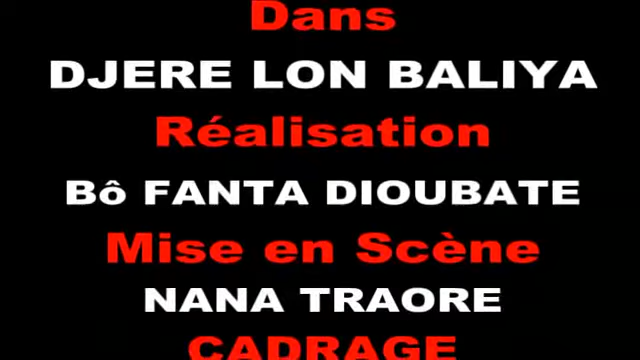 Dans
DJERE LON BALIYA
Réalisation
Bô FANTA DIOUBATE
Mise en Scène
NANA TRAORE
CADRAGE